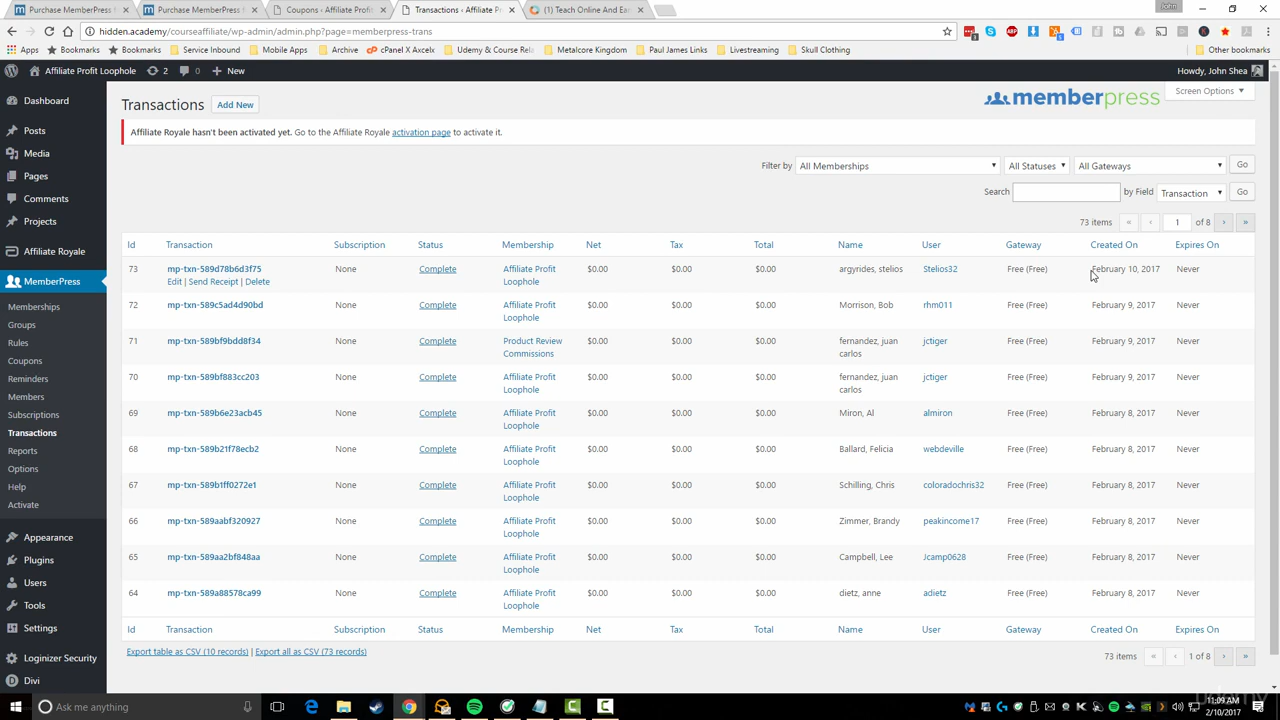 Purchase MemberPress F
Purchase MemberPress F
Coupons ‹ Affiliate Profit
Transactions ‹ Affiliate Pr
(1) Teach Online And Ear
John
hidden.academy/courseaffiliate/wp-admin/admin.php?page=memberpress-trans
Apps
Bookmarks
Bookmarks
Service Inbound
Mobile Apps
Archive
cPanel X Axcelx
Udemy & Course Rele
Metalcore Kingdom
Paul James Links
Livestreaming
Skull Clothing
Other bookmarks
Affiliate Profit Loophole
2
0
New
Howdy, John Shea
Dashboard
Posts
Media
Pages
Comments
Projects
Affiliate Royale
MemberPress
Memberships
Groups
Rules
Coupons
Reminders
Members
Subscriptions
Transactions
Reports
Options
Help
Activate
Appearance
Plugins
Users
Tools
Settings
Loginizer Security
Divi
Transactions Add New
memberpress
Screen Options
Affiliate Royale hasn't been activated yet. Go to the Affiliate Royale activation page to activate it.
Filter by All Memberships All Statuses All Gateways Go
Search by Field Transaction Go
73 items « ‹ 1 of 8 › »
Id Transaction Subscription Status Membership Net Tax Total Name User Gateway Created On Expires On
73 mp-txn-589d78b6d3f75 None Complete Affiliate Profit $0.00 $0.00 $0.00 argyrides, stelios Stelios32 Free (Free) February 10, 2017 Never
Edit | Send Receipt | Delete Loophole
72 mp-txn-589c5ad4d90bd None Complete Affiliate Profit $0.00 $0.00 $0.00 Morrison, Bob rhm011 Free (Free) February 9, 2017 Never
Loophole
71 mp-txn-589bf9bdd8f34 None Complete Product Review $0.00 $0.00 $0.00 fernandez, juan jctiger Free (Free) February 9, 2017 Never
Commissions carlos
70 mp-txn-589bf883cc203 None Complete Affiliate Profit $0.00 $0.00 $0.00 fernandez, juan jctiger Free (Free) February 9, 2017 Never
Loophole carlos
69 mp-txn-589b6e23acb45 None Complete Affiliate Profit $0.00 $0.00 $0.00 Miron, Al almiron Free (Free) February 8, 2017 Never
Loophole
68 mp-txn-589b21f78ecb2 None Complete Affiliate Profit $0.00 $0.00 $0.00 Ballard, Felicia webdeville Free (Free) February 8, 2017 Never
Loophole
67 mp-txn-589b1ff0272e1 None Complete Affiliate Profit $0.00 $0.00 $0.00 Schilling, Chris coloradochris32 Free (Free) February 8, 2017 Never
Loophole
66 mp-txn-589aabf320927 None Complete Affiliate Profit $0.00 $0.00 $0.00 Zimmer, Brandy peakincome17 Free (Free) February 8, 2017 Never
Loophole
65 mp-txn-589aa2bf848aa None Complete Affiliate Profit $0.00 $0.00 $0.00 Campbell, Lee Jcamp0628 Free (Free) February 8, 2017 Never
Loophole
64 mp-txn-589a88578ca99 None Complete Affiliate Profit $0.00 $0.00 $0.00 dietz, anne adietz Free (Free) February 8, 2017 Never
Loophole
Id Transaction Subscription Status Membership Net Tax Total Name User Gateway Created On Expires On
Export table as CSV (10 records) | Export all as CSV (73 records)
73 items « ‹ 1 of 8 › »
Ask me anything
11:09 AM
2/10/2017